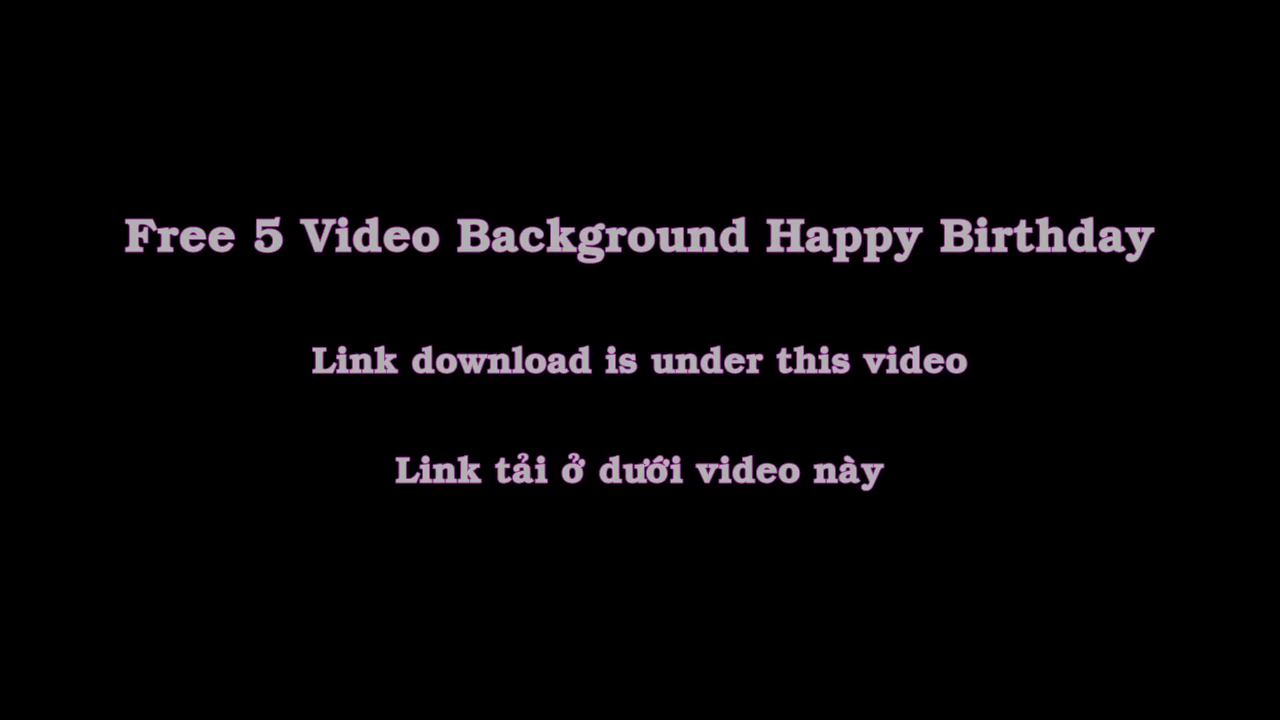 Free 5 Video Background Happy Birthday
Link download is under this video
Link tải ở dưới video này